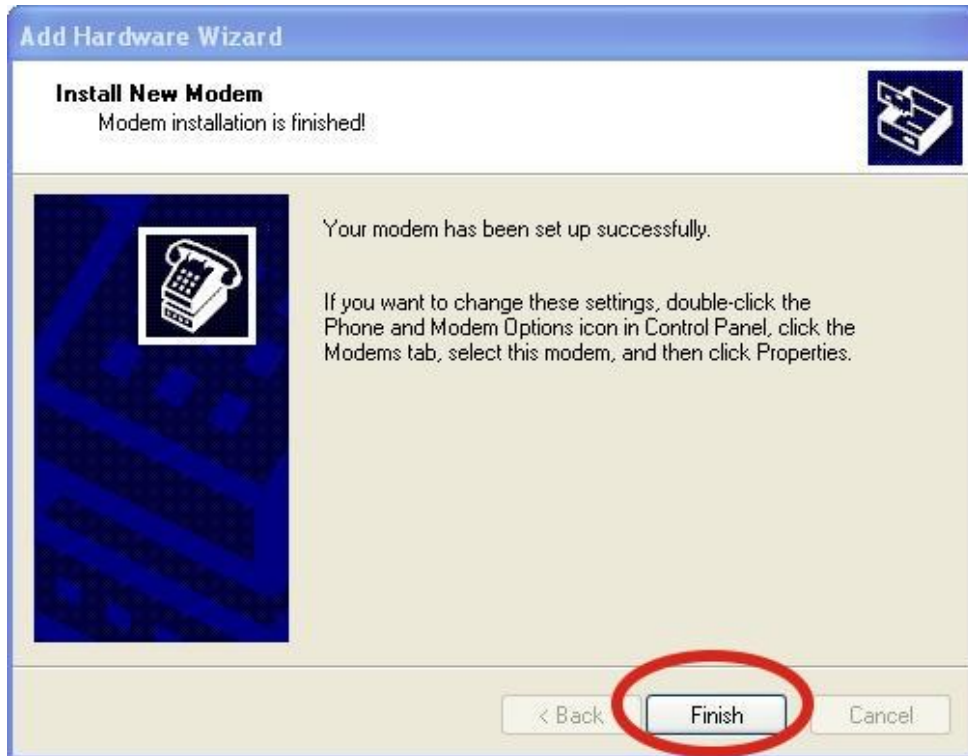 Add Hardware Wizard
Install New Modem
Modem installation is finished!
Your modem has been set up successfully.
If you want to change these settings, double-click the
Phone and Modem Options icon in Control Panel, click the
Modems tab, select this modem, and then click Properties.
< Back Finish Cancel